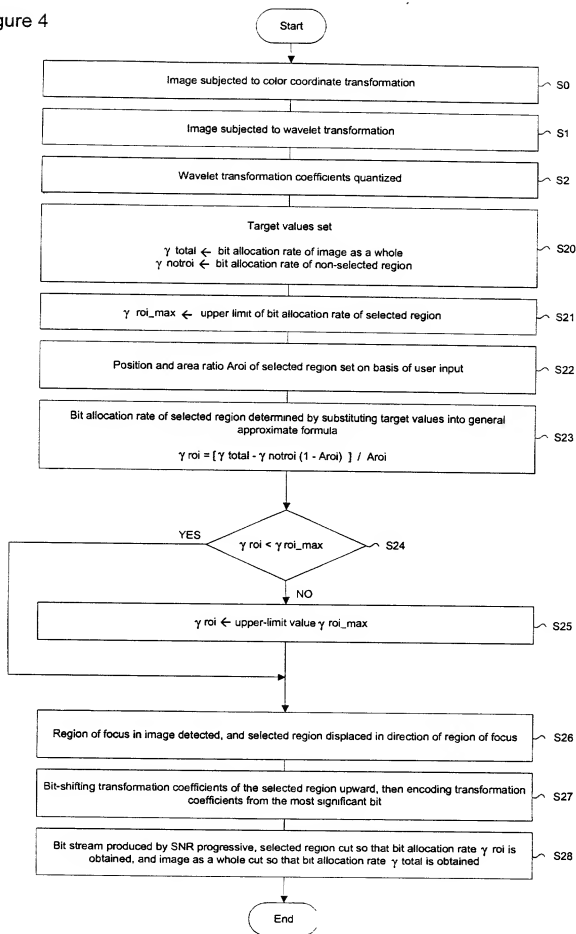 gure 4
Start
Image subjected to color coordinate transformation
S0
Image subjected to wavelet transformation
S1
Wavelet transformation coefficients quantized
S2
Target values set
γ total ← bit allocation rate of image as a whole
γ notroi ← bit allocation rate of non-selected region
S20
γ roi_max ← upper limit of bit allocation rate of selected region
S21
Position and area ratio Aroi of selected region set on basis of user input
S22
Bit allocation rate of selected region determined by substituting target values into general
approximate formula
γ roi = [ γ total - γ notroi (1 - Aroi) ] / Aroi
S23
YES
γ roi < γ roi_max
S24
NO
γ roi ← upper-limit value γ roi_max
S25
Region of focus in image detected, and selected region displaced in direction of region of focus
S26
Bit-shifting transformation coefficients of the selected region upward, then encoding transformation
coefficients from the most significant bit
S27
Bit stream produced by SNR progressive, selected region cut so that bit allocation rate γ roi is
obtained, and image as a whole cut so that bit allocation rate γ total is obtained
S28
End